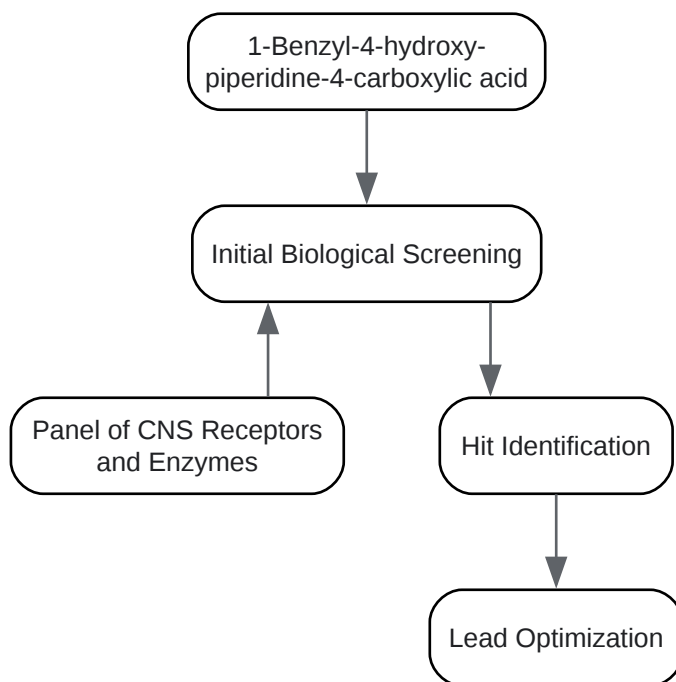 1-Benzyl-4-hydroxy-
piperidine-4-carboxylic acid
Initial Biological Screening
Panel of CNS Receptors
and Enzymes
Hit Identification
Lead Optimization